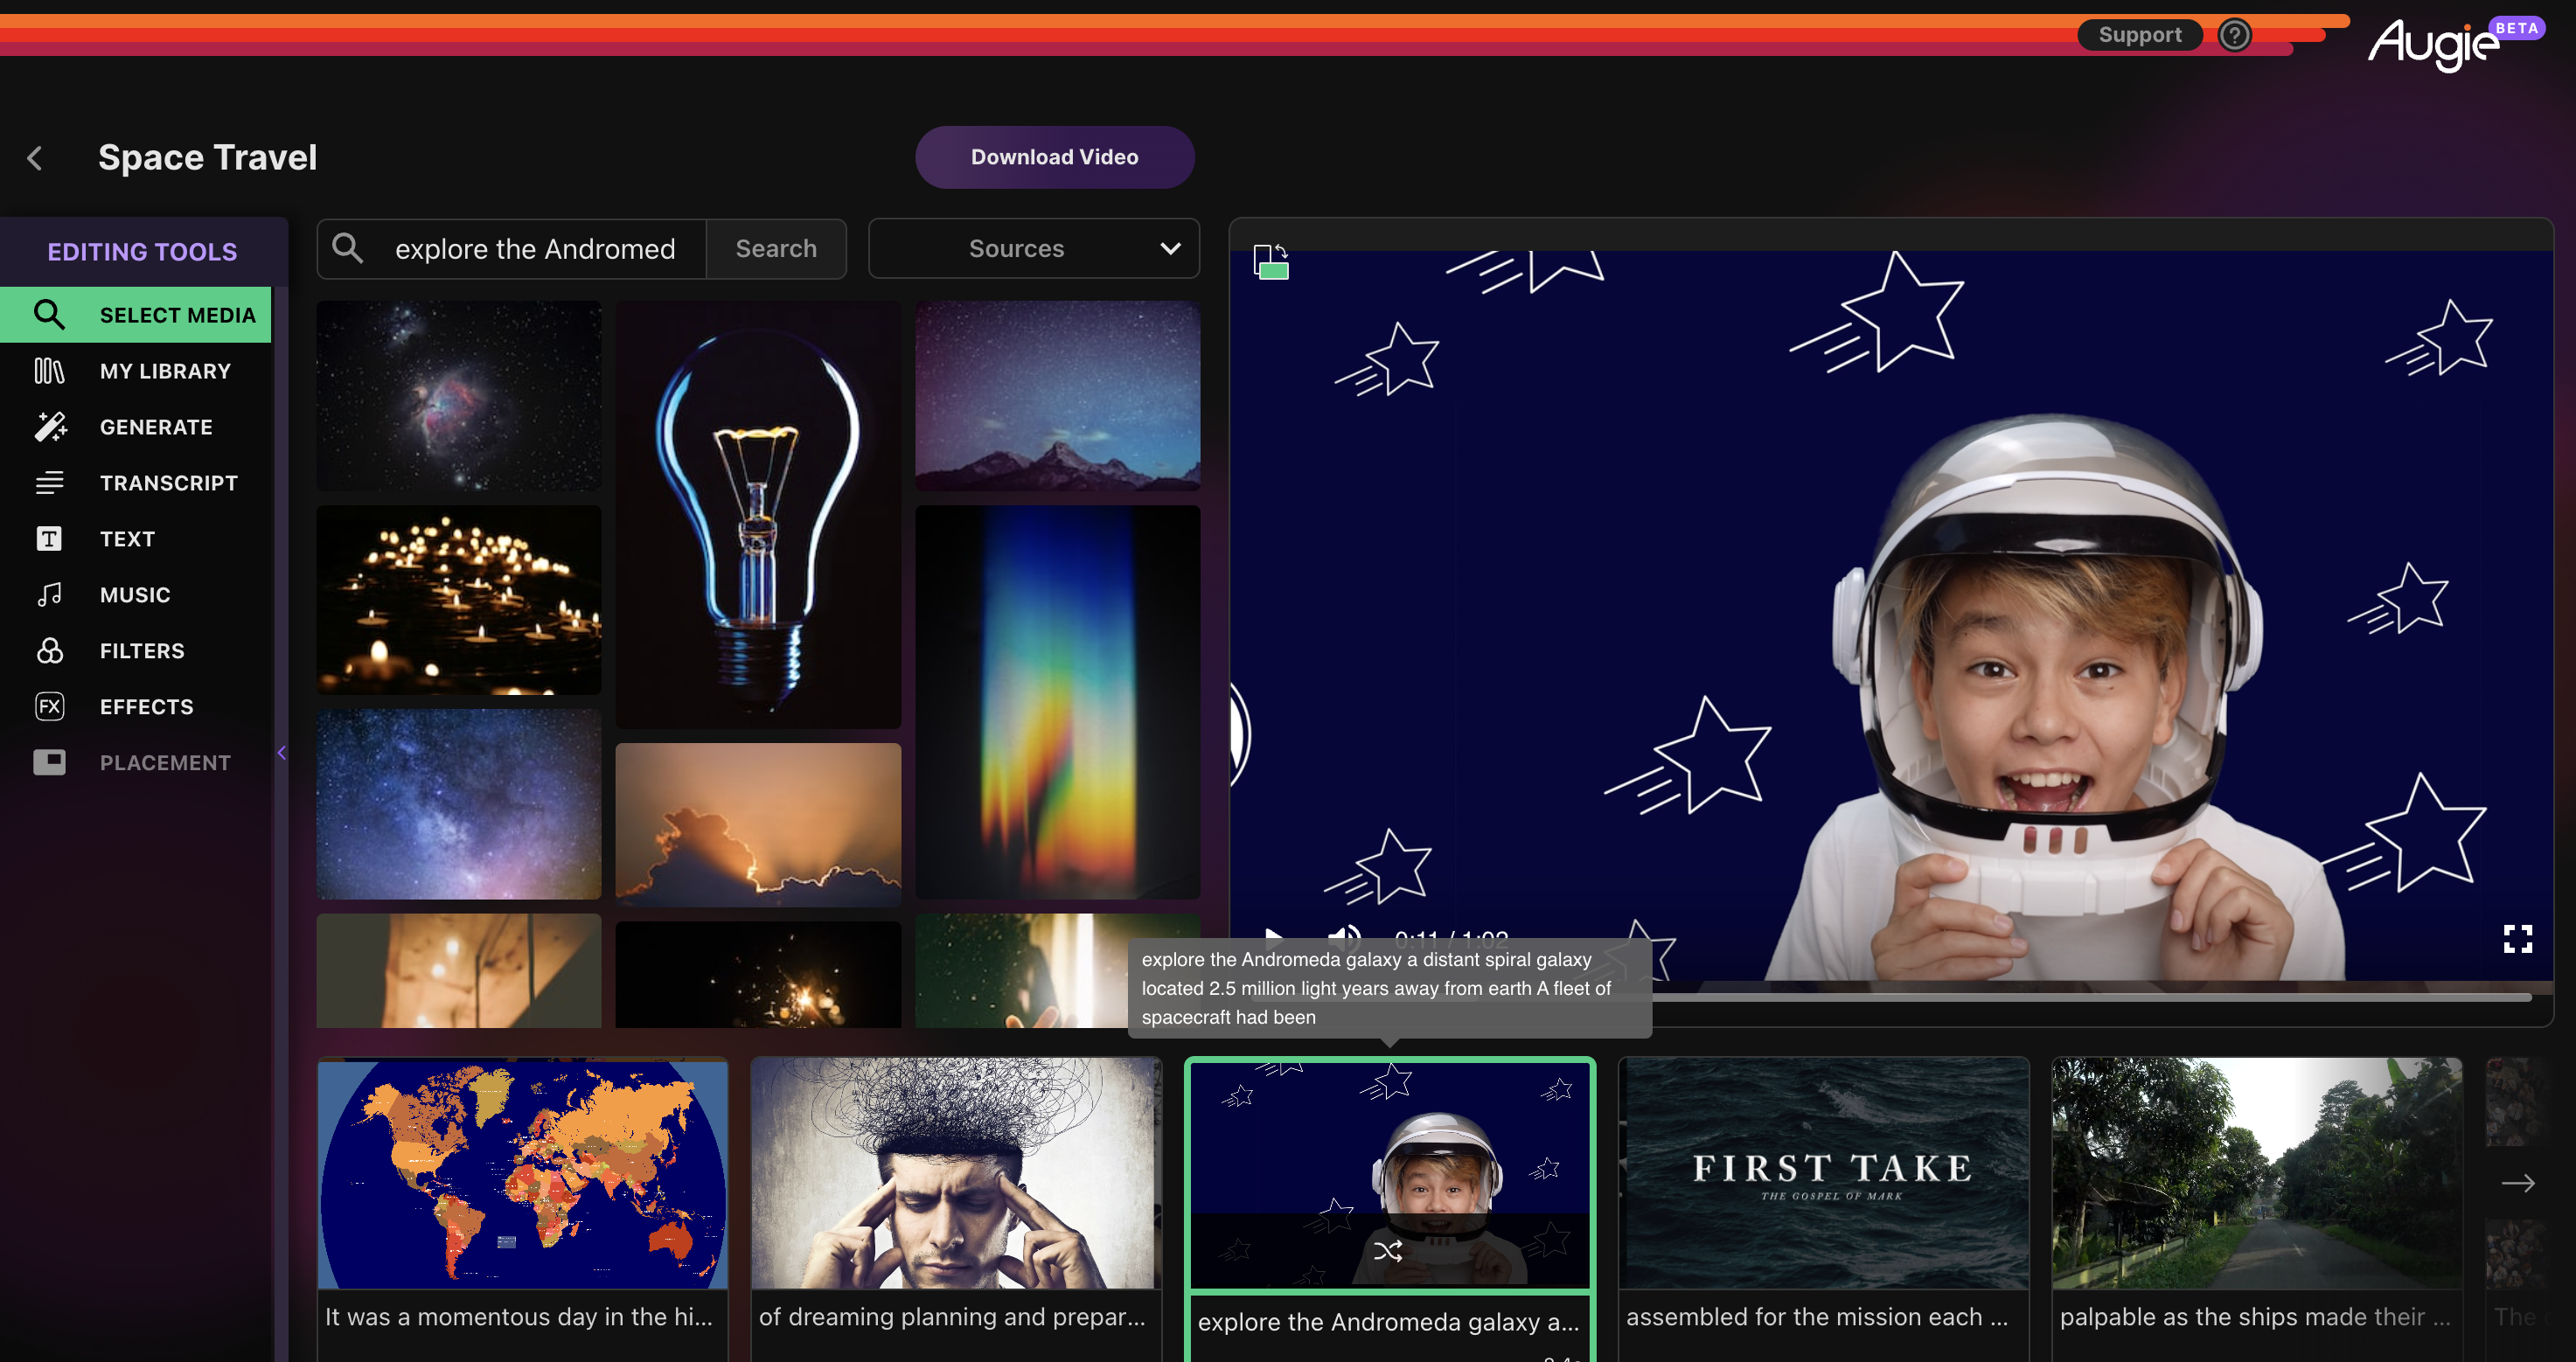 Support
Augie
BETA
Space Travel
Download Video
EDITING TOOLS
SELECT MEDIA
MY LIBRARY
GENERATE
TRANSCRIPT
TEXT
MUSIC
FILTERS
FX
EFFECTS
PLACEMENT
explore the Andromed
Search
Sources
0:11 / 1:02
explore the Andromeda galaxy a distant spiral galaxy
located 2.5 million light years away from earth A fleet of
spacecraft had been
FIRST TAKE
THE GOSPEL OF MARK
It was a momentous day in the hi...
of dreaming planning and prepar...
explore the Andromeda galaxy a...
assembled for the mission each ...
palpable as the ships made their ...
The